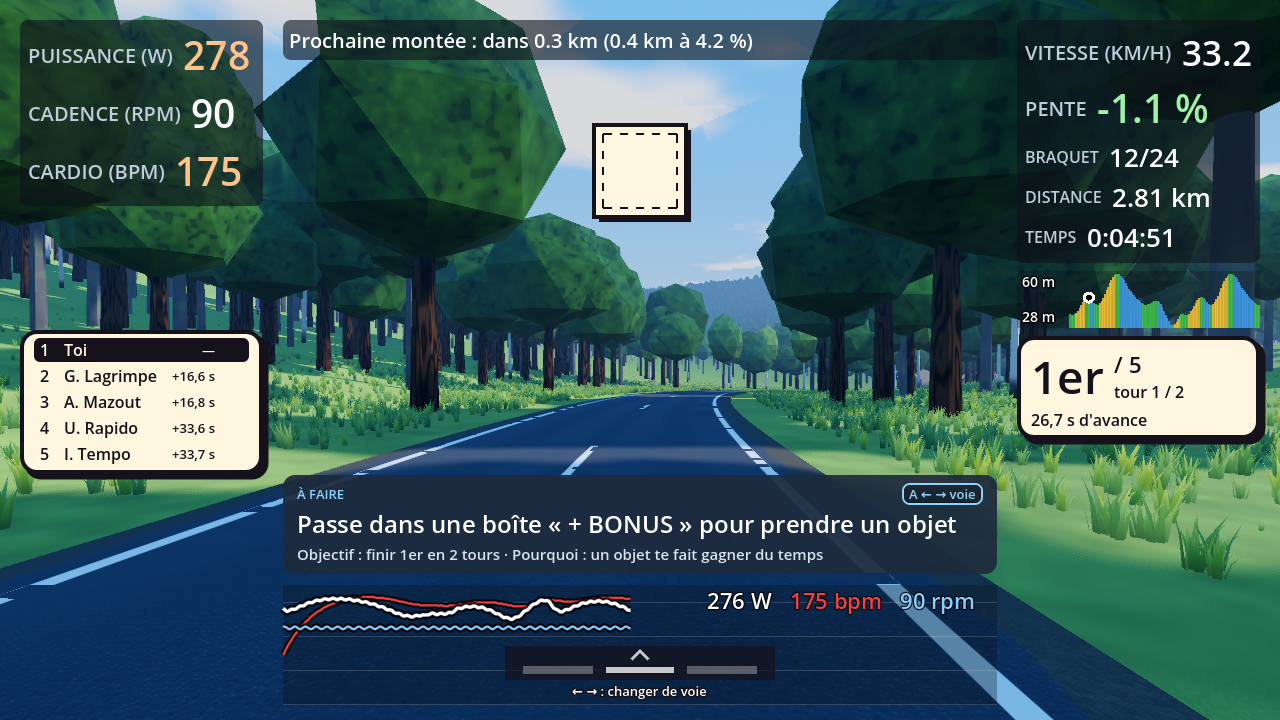 PUISSANCE (W) 278
CADENCE (RPM) 90
CARDIO (BPM) 175
Prochaine montée : dans 0.3 km (0.4 km à 4.2 %)
VITESSE (KM/H) 33.2
PENTE -1.1 %
BRAQUET 12/24
DISTANCE 2.81 km
TEMPS 0:04:51
60 m
28 m
1 Toi —
2 G. Lagrimpe +16,6 s
3 A. Mazout +16,8 s
4 U. Rapido +33,6 s
5 I. Tempo +33,7 s
1er / 5
tour 1 / 2
26,7 s d'avance
À FAIRE
A ← → voie
Passe dans une boîte « + BONUS » pour prendre un objet
Objectif : finir 1er en 2 tours · Pourquoi : un objet te fait gagner du temps
276 W 175 bpm 90 rpm
← → : changer de voie